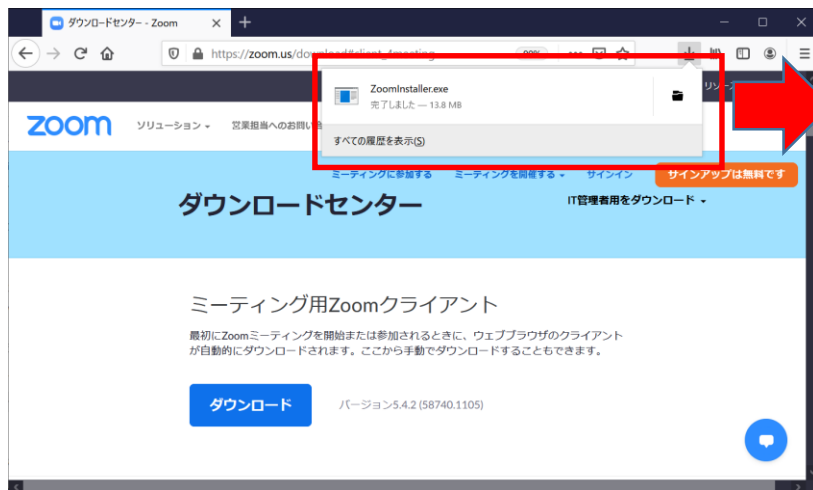 ダウンロードセンター - Zoom
https://zoom.us/download#client_4meeting
ZoomInstaller.exe
完了しました — 13.8 MB
すべての履歴を表示(S)
zoom
ソリューション
営業担当へのお問い
ミーティングに参加する ミーティングを開催する サインイン サインアップは無料です
ダウンロードセンター
IT管理者用をダウンロード
ミーティング用Zoomクライアント
最初にZoomミーティングを開始または参加されるときに、ウェブブラウザのクライアント
が自動的にダウンロードされます。ここから手動でダウンロードすることもできます。
ダウンロード
バージョン5.4.2 (58740.1105)